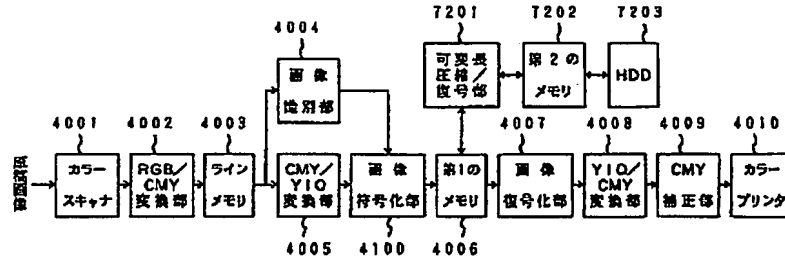 7201
7202
7203
4004
可変長
圧縮/
復号部
第2の
メモリ
HDD
画像
識別部
4001
4002
4003
4007
4008
4009
4010
カラー
スキャナ
RGB/
CMY
変換部
ライン
メモリ
CMY/
YIQ
変換部
画像
符号化部
第1の
メモリ
画像
復号化部
YIQ/
CMY
変換部
CMY
補正部
カラー
プリンタ
4005
4100
4006